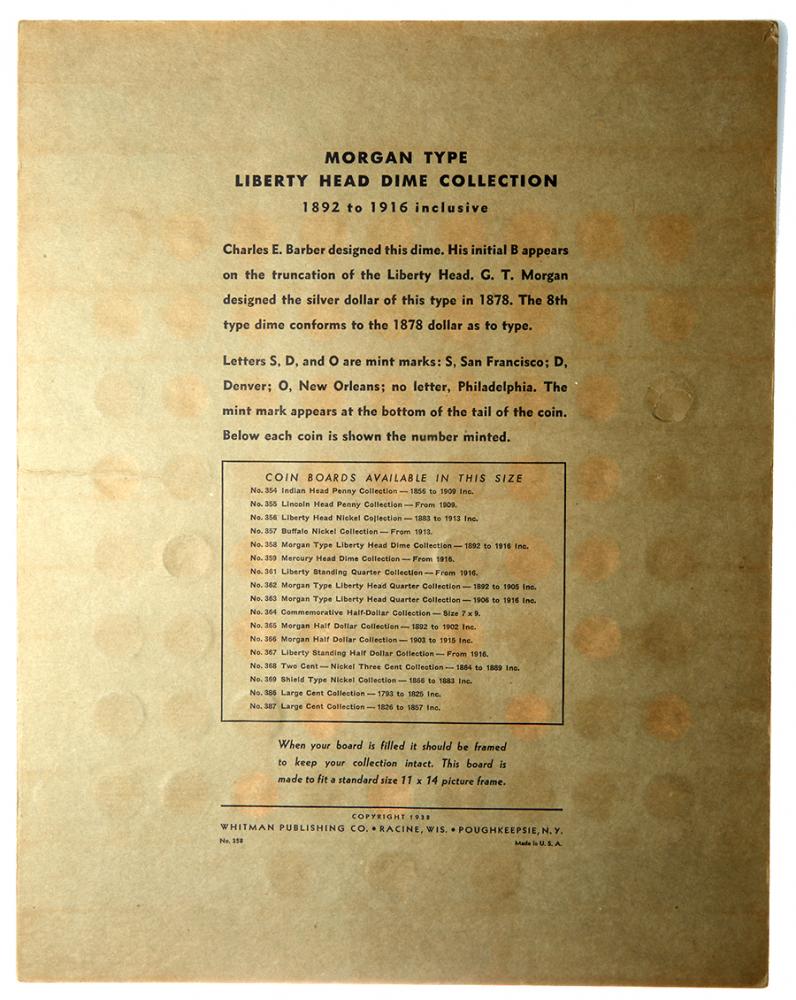 MORGAN TYPE
LIBERTY HEAD DIME COLLECTION
1892 to 1916 inclusive
Charles E. Barber designed this dime. His initial B appears
on the truncation of the Liberty Head. G. T. Morgan
designed the silver dollar of this type in 1878. The 8th
type dime conforms to the 1878 dollar as to type.
Letters S, D, and O are mint marks: S, San Francisco; D,
Denver; O, New Orleans; no letter, Philadelphia. The
mint mark appears at the bottom of the tail of the coin.
Below each coin is shown the number minted.
COIN BOARDS AVAILABLE IN THIS SIZE
No. 354 Indian Head Penny Collection — 1856 to 1909 Inc.
No. 355 Lincoln Head Penny Collection — From 1909.
No. 356 Liberty Head Nickel Collection — 1883 to 1913 Inc.
No. 357 Buffalo Nickel Collection — From 1913.
No. 358 Morgan Type Liberty Head Dime Collection — 1892 to 1916 Inc.
No. 359 Mercury Head Dime Collection — From 1916.
No. 361 Liberty Standing Quarter Collection — From 1916.
No. 362 Morgan Type Liberty Head Quarter Collection — 1892 to 1905 Inc.
No. 363 Morgan Type Liberty Head Quarter Collection — 1906 to 1916 Inc.
No. 364 Commemorative Half-Dollar Collection — Size 7 x 9.
No. 365 Morgan Half Dollar Collection — 1892 to 1902 Inc.
No. 366 Morgan Half Dollar Collection — 1903 to 1915 Inc.
No. 367 Liberty Standing Half Dollar Collection — From 1916.
No. 368 Two Cent — Nickel Three Cent Collection — 1864 to 1889 Inc.
No. 369 Shield Type Nickel Collection — 1866 to 1883 Inc.
No. 386 Large Cent Collection — 1793 to 1825 Inc.
No. 387 Large Cent Collection — 1826 to 1857 Inc.
When your board is filled it should be framed
to keep your collection intact. This board is
made to fit a standard size 11 x 14 picture frame.
COPYRIGHT 1938
WHITMAN PUBLISHING CO. • RACINE, WIS. • POUGHKEEPSIE, N. Y.
No. 358
Made in U. S. A.